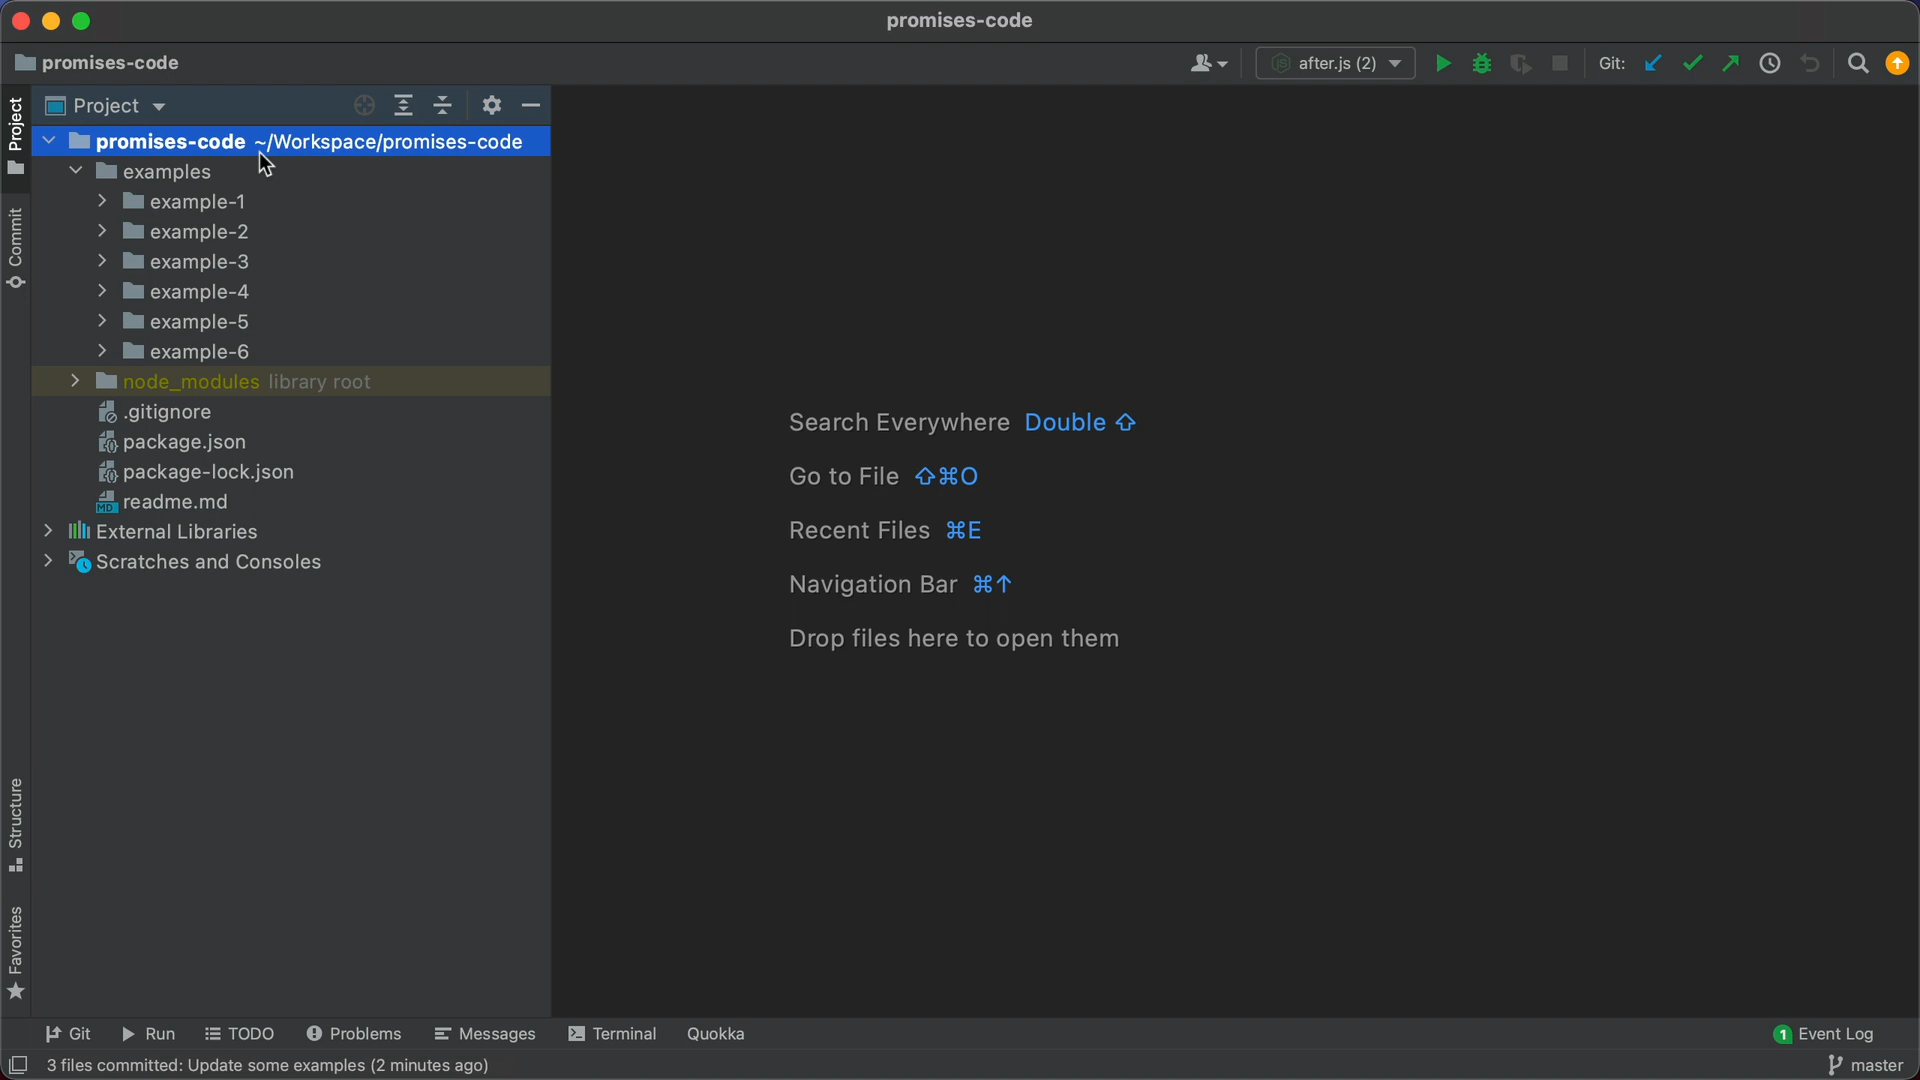 promises-code
promises-code
after.js (2)
Git:
Project
Project
Commit
Structure
Favorites
promises-code ~/Workspace/promises-code
examples
example-1
example-2
example-3
example-4
example-5
example-6
node_modules library root
.gitignore
package.json
package-lock.json
readme.md
External Libraries
Scratches and Consoles
Search Everywhere Double ⇧
Go to File ⇧⌘O
Recent Files ⌘E
Navigation Bar ⌘↑
Drop files here to open them
Git Run TODO Problems Messages Terminal Quokka 1 Event Log
3 files committed: Update some examples (2 minutes ago) master